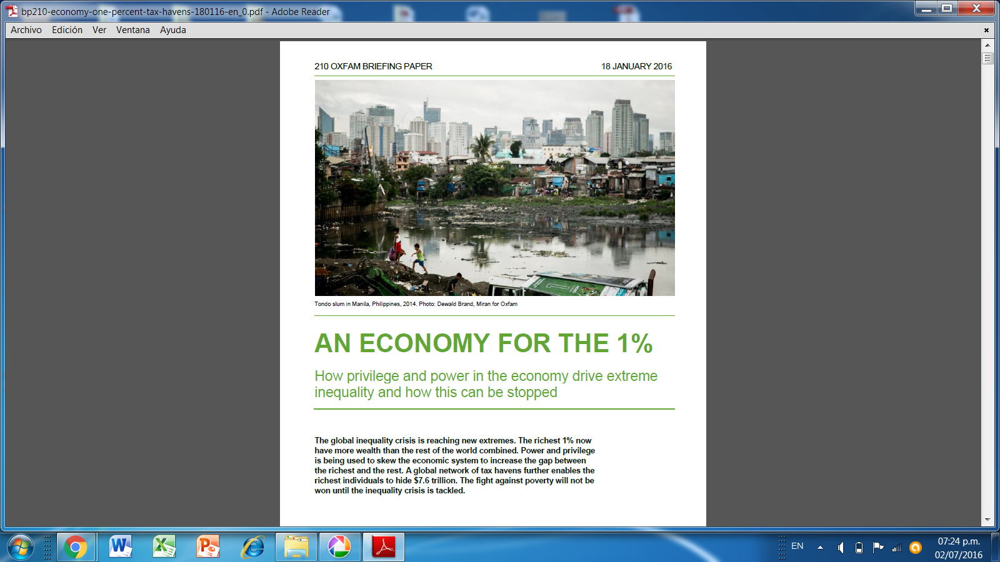 bp210-economy-one-percent-tax-havens-180116-en_0.pdf - Adobe Reader
Archivo Edición Ver Ventana Ayuda
210 OXFAM BRIEFING PAPER 18 JANUARY 2016
Tondo slum in Manila, Philippines, 2014. Photo: Dewald Brand, Miran for Oxfam
AN ECONOMY FOR THE 1%
How privilege and power in the economy drive extreme
inequality and how this can be stopped
The global inequality crisis is reaching new extremes. The richest 1% now
have more wealth than the rest of the world combined. Power and privilege
is being used to skew the economic system to increase the gap between
the richest and the rest. A global network of tax havens further enables the
richest individuals to hide $7.6 trillion. The fight against poverty will not be
won until the inequality crisis is tackled.
EN
07:24 p.m.
02/07/2016